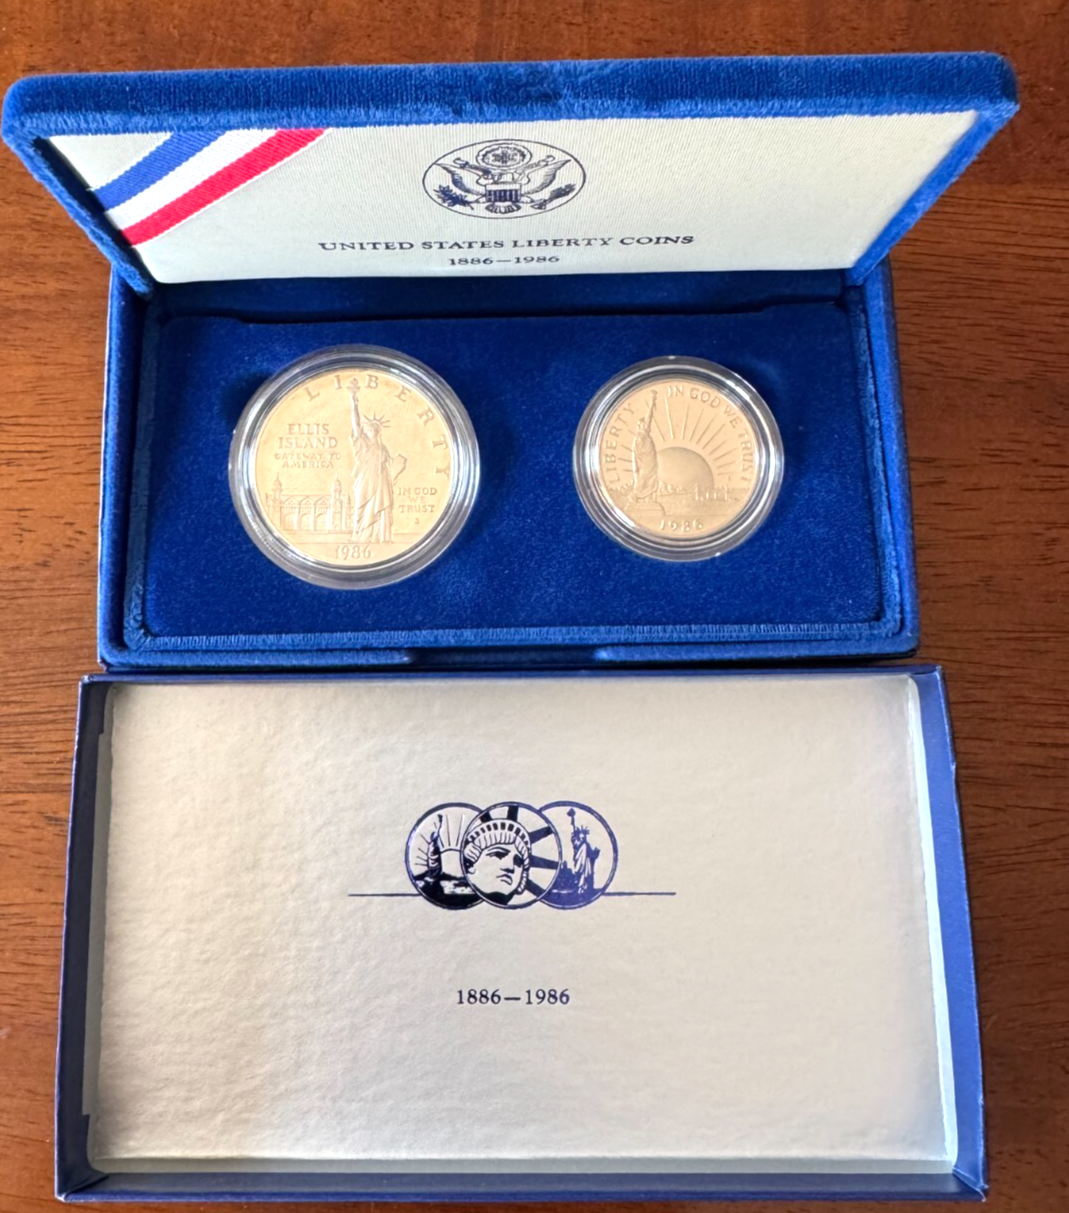 UNITED STATES LIBERTY COINS
1886–1986
LIBERTY
ELLIS
ISLAND
GATEWAY TO
AMERICA
IN GOD
WE
TRUST
S
1986
LIBERTY
IN GOD WE TRUST
1986
1886–1986